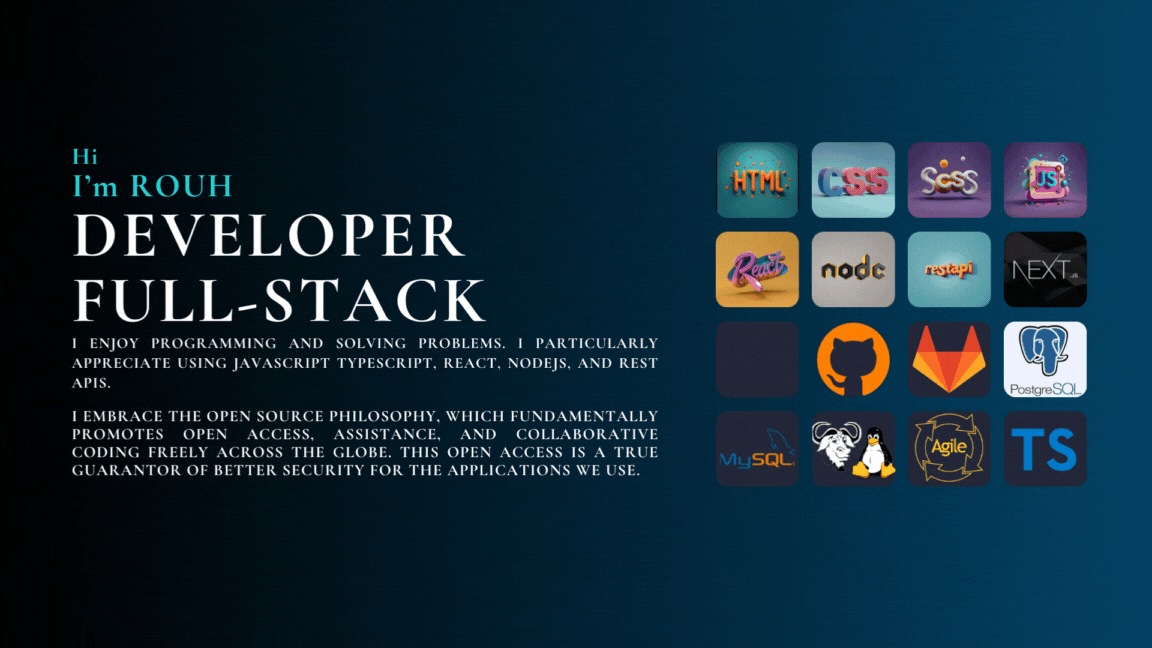 Hi
I'm ROUH
DEVELOPER
FULL-STACK
I ENJOY PROGRAMMING AND SOLVING PROBLEMS. I PARTICULARLY
APPRECIATE USING JAVASCRIPT TYPESCRIPT, REACT, NODEJS, AND REST
APIS.
I EMBRACE THE OPEN SOURCE PHILOSOPHY, WHICH FUNDAMENTALLY
PROMOTES OPEN ACCESS, ASSISTANCE, AND COLLABORATIVE
CODING FREELY ACROSS THE GLOBE. THIS OPEN ACCESS IS A TRUE
GUARANTOR OF BETTER SECURITY FOR THE APPLICATIONS WE USE.
HTML
CSS
SCSS
JS
React
node
restapi
NEXT.JS
PostgreSQL
MySQL
Agile
TS